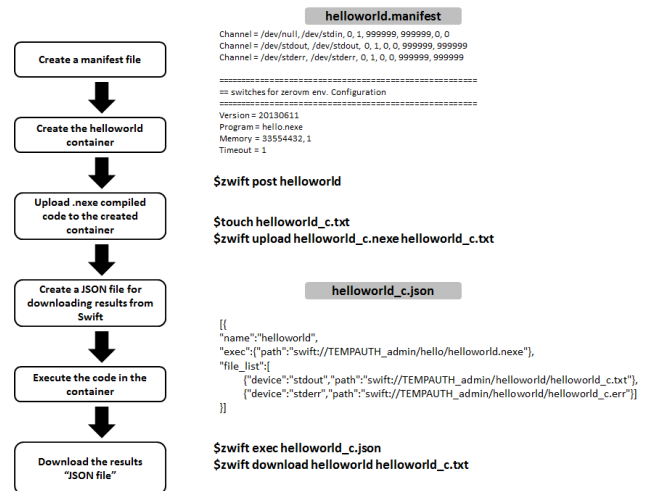 helloworld.manifest
Channel = /dev/null, /dev/stdin, 0, 1, 999999, 999999, 0, 0
Channel = /dev/stdout, /dev/stdout, 0, 1, 0, 0, 999999, 999999
Channel = /dev/stderr, /dev/stderr, 0, 1, 0, 0, 999999, 999999
=========================================================
== switches for zerovm env. Configuration
=========================================================
Version = 20130611
Program = hello.nexe
Memory = 33554432, 1
Timeout = 1
Create a manifest file
Create the helloworld
container
$zwift post helloworld
Upload .nexe compiled
code to the created
container
$touch helloworld_c.txt
$zwift upload helloworld_c.nexe helloworld_c.txt
Create a JSON file for
downloading results from
Swift
helloworld_c.json
[{
"name":"helloworld",
"exec":{"path":"swift://TEMPAUTH_admin/hello/helloworld.nexe"},
"file_list":[
{"device":"stdout","path":"swift://TEMPAUTH_admin/helloworld/helloworld_c.txt"},
{"device":"stderr","path":"swift://TEMPAUTH_admin/helloworld/helloworld_c.err"}]
}]
Execute the code in the
container
$zwift exec helloworld_c.json
$zwift download helloworld helloworld_c.txt
Download the results
“JSON file”